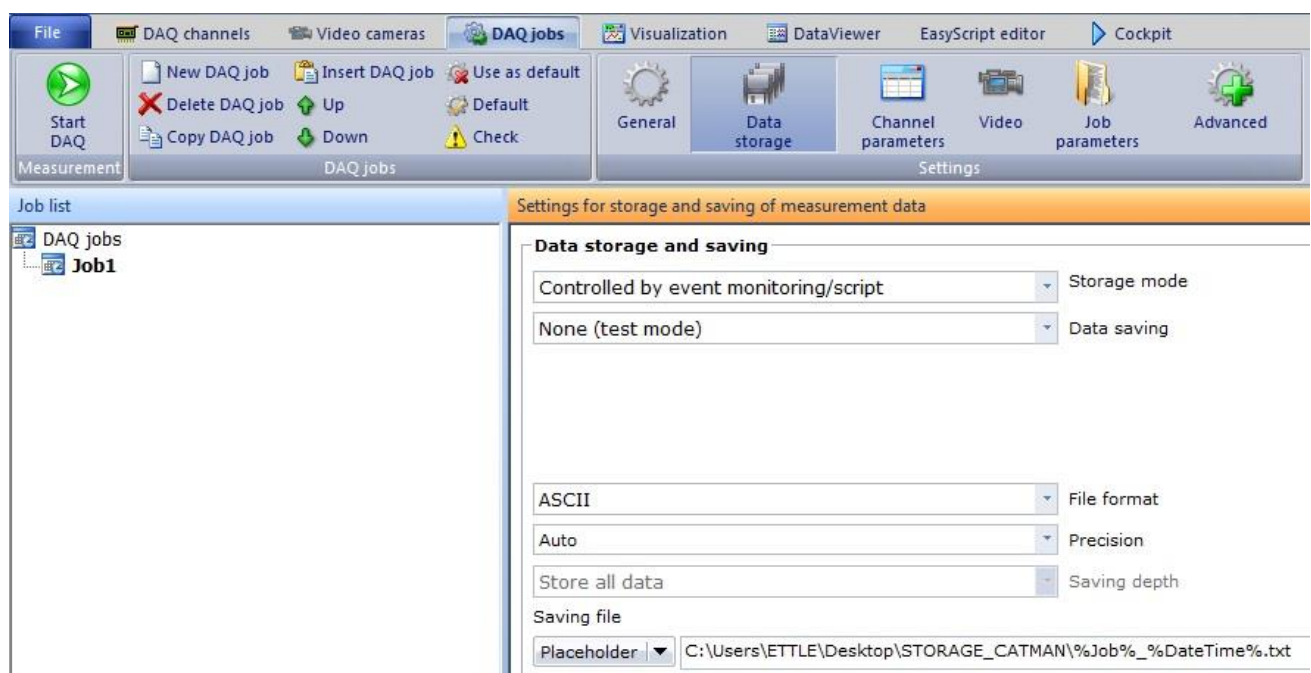 File DAQ channels Video cameras DAQ jobs Visualization DataViewer EasyScript editor Cockpit
New DAQ job Insert DAQ job Use as default
Delete DAQ job Up Default
Copy DAQ job Down Check
Start
DAQ
General
Data
storage
Channel
parameters
Video
Job
parameters
Advanced
Measurement DAQ jobs Settings
Job list
DAQ jobs
Job1
Settings for storage and saving of measurement data
Data storage and saving
Controlled by event monitoring/script Storage mode
None (test mode) Data saving
ASCII File format
Auto Precision
Store all data Saving depth
Saving file
Placeholder C:\Users\ETTLE\Desktop\STORAGE_CATMAN\%Job%_%DateTime%.txt